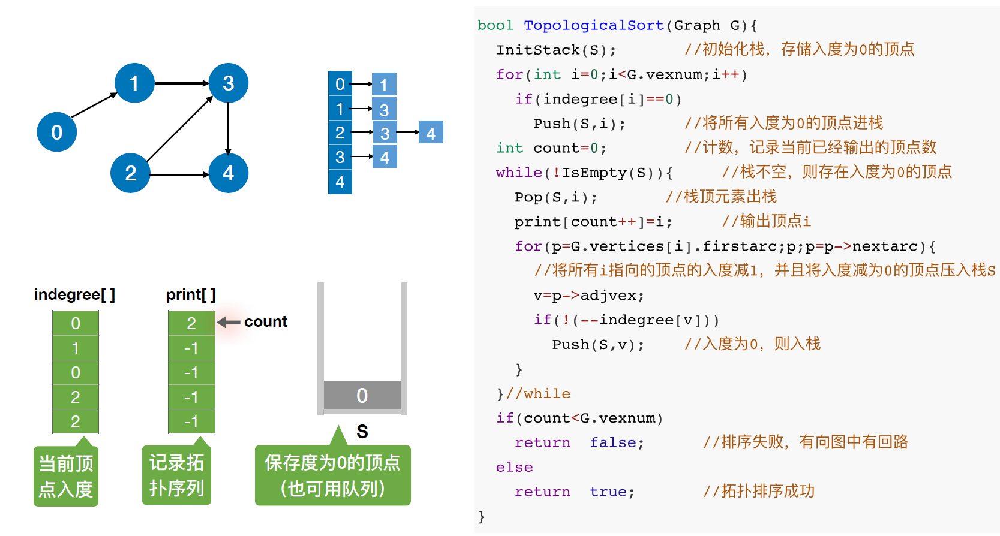 1
3
0
2
4
0 1
1 3
2 3 4
3 4
4
indegree[ ]
0
1
0
2
2
当前顶
点入度
print[ ]
2
-1
-1
-1
-1
count
记录拓
扑序列
0
S
保存度为0的顶点
(也可用队列)
bool TopologicalSort(Graph G){
InitStack(S); //初始化栈，存储入度为0的顶点
for(int i=0;i<G.vexnum;i++)
if(indegree[i]==0)
Push(S,i); //将所有入度为0的顶点进栈
int count=0; //计数，记录当前已经输出的顶点数
while(!IsEmpty(S)){ //栈不空，则存在入度为0的顶点
Pop(S,i); //栈顶元素出栈
print[count++]=i; //输出顶点i
for(p=G.vertices[i].firstarc;p;p=p->nextarc){
//将所有i指向的顶点的入度减1，并且将入度减为0的顶点压入栈S
v=p->adjvex;
if(!(--indegree[v]))
Push(S,v); //入度为0，则入栈
}
}//while
if(count<G.vexnum)
return false; //排序失败，有向图中有回路
else
return true; //拓扑排序成功
}